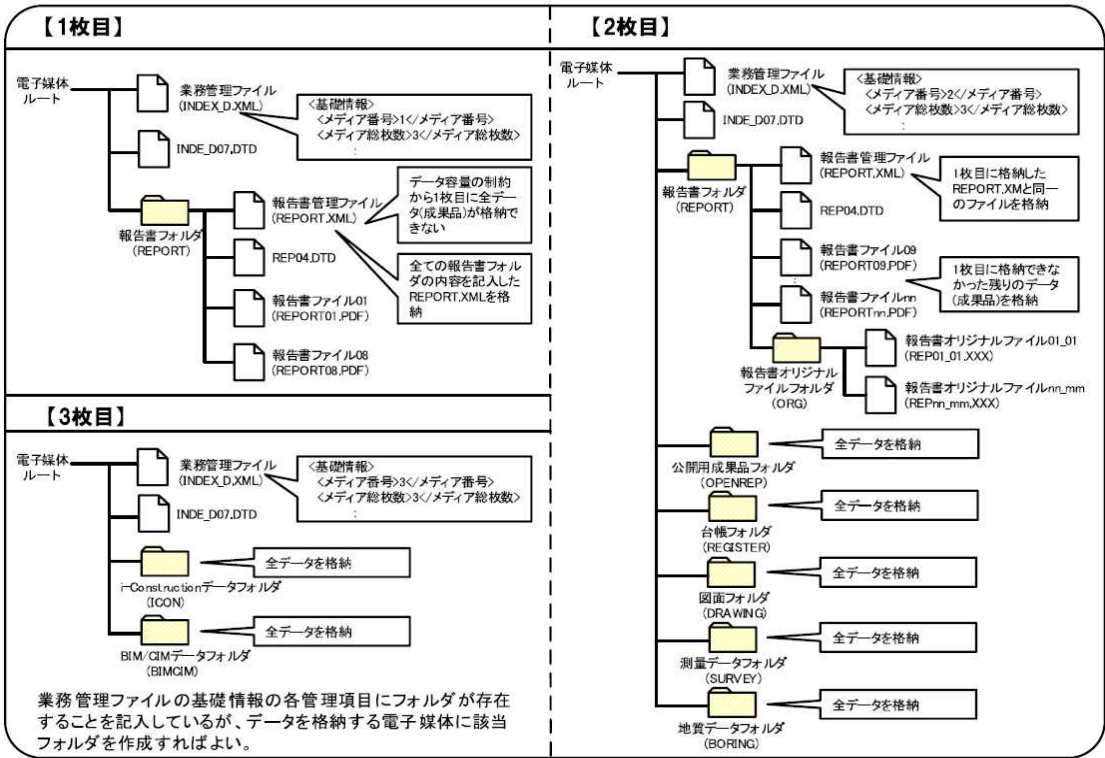 【1枚目】
電子媒体
ルート
業務管理ファイル
(INDEX_D.XML)
<基礎情報>
<メディア番号>1</メディア番号>
<メディア総枚数>3</メディア総枚数>
:
INDE_D07.DTD
報告書フォルダ
(REPORT)
報告書管理ファイル
(REPORT.XML)
データ容量の制約
から1枚目に全デー
タ(成果品)が格納で
きない
REP04.DTD
全ての報告書フォル
ダの内容を記入した
REPORT.XMLを格
納
報告書ファイル01
(REPORT01.PDF)
報告書ファイル08
(REPORT08.PDF)
【3枚目】
電子媒体
ルート
業務管理ファイル
(INDEX_D.XML)
<基礎情報>
<メディア番号>3</メディア番号>
<メディア総枚数>3</メディア総枚数>
:
INDE_D07.DTD
i-Constructionデータフォルダ
(ICON)
全データを格納
BIM/CIMデータフォルダ
(BIMCIM)
全データを格納
業務管理ファイルの基礎情報の各管理項目にフォルダが存在
することを記入しているが、データを格納する電子媒体に該当
フォルダを作成すればよい。
【2枚目】
電子媒体
ルート
業務管理ファイル
(INDEX_D.XML)
<基礎情報>
<メディア番号>2</メディア番号>
<メディア総枚数>3</メディア総枚数>
:
INDE_D07.DTD
報告書フォルダ
(REPORT)
報告書管理ファイル
(REPORT.XML)
1枚目に格納した
REPORT.XMと同一
のファイルを格納
REP04.DTD
報告書ファイル09
(REPORT09.PDF)
:
報告書ファイルnn
(REPORTnn.PDF)
1枚目に格納できな
かった残りのデータ
(成果品)を格納
報告書オリジナル
ファイルフォルダ
(ORG)
報告書オリジナルファイル01_01
(REP01_01.XXX)
報告書オリジナルファイルnn_mm
(REPnn_mm.XXX)
公開用成果品フォルダ
(OPENREP)
全データを格納
台帳フォルダ
(REGISTER)
全データを格納
図面フォルダ
(DRAWING)
全データを格納
測量データフォルダ
(SURVEY)
全データを格納
地質データフォルダ
(BORING)
全データを格納